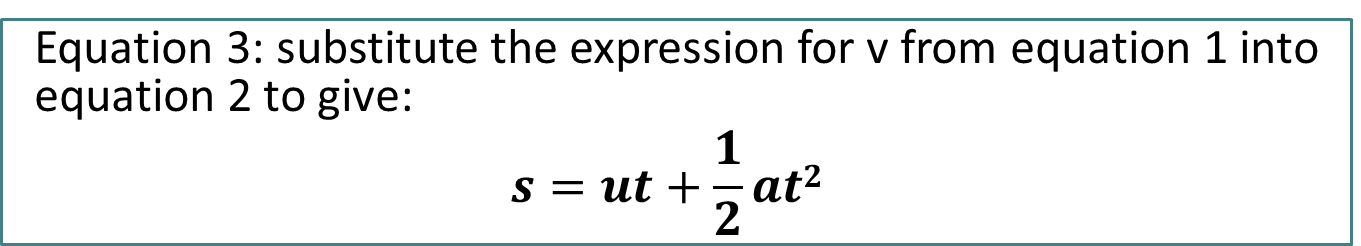 Equation 3: substitute the expression for v from equation 1 into
equation 2 to give:
s = ut + 1/2 at²